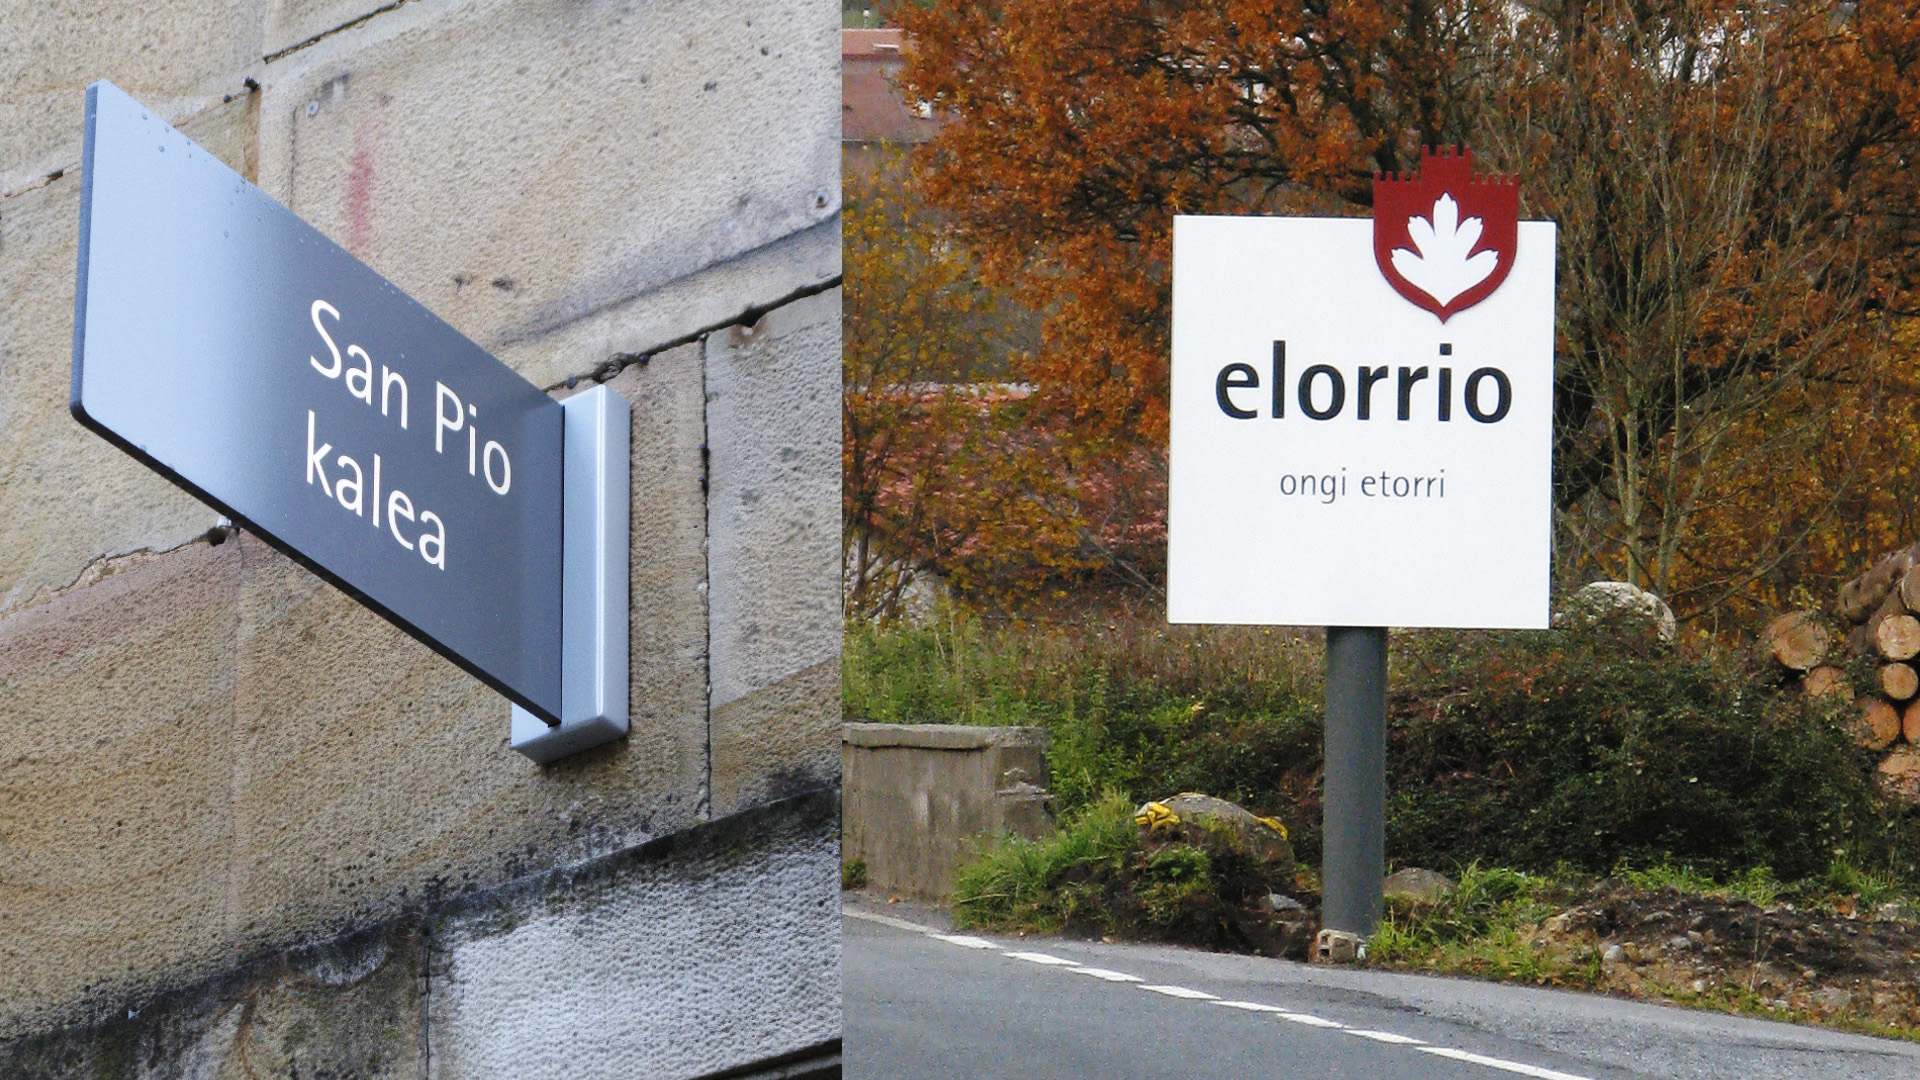 San Pio
kalea
elorrio
ongi etorri